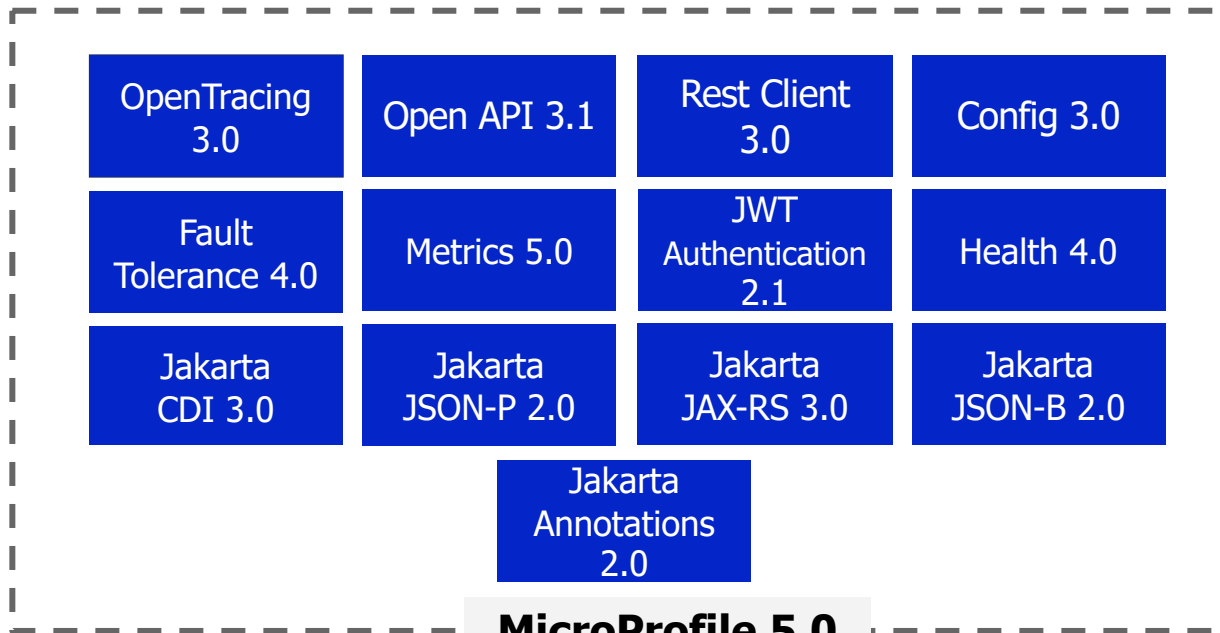 OpenTracing
3.0
Open API 3.1
Rest Client
3.0
Config 3.0
Fault
Tolerance 4.0
Metrics 5.0
JWT
Authentication
2.1
Health 4.0
Jakarta
CDI 3.0
Jakarta
JSON-P 2.0
Jakarta
JAX-RS 3.0
Jakarta
JSON-B 2.0
Jakarta
Annotations
2.0
MicroProfile 5.0